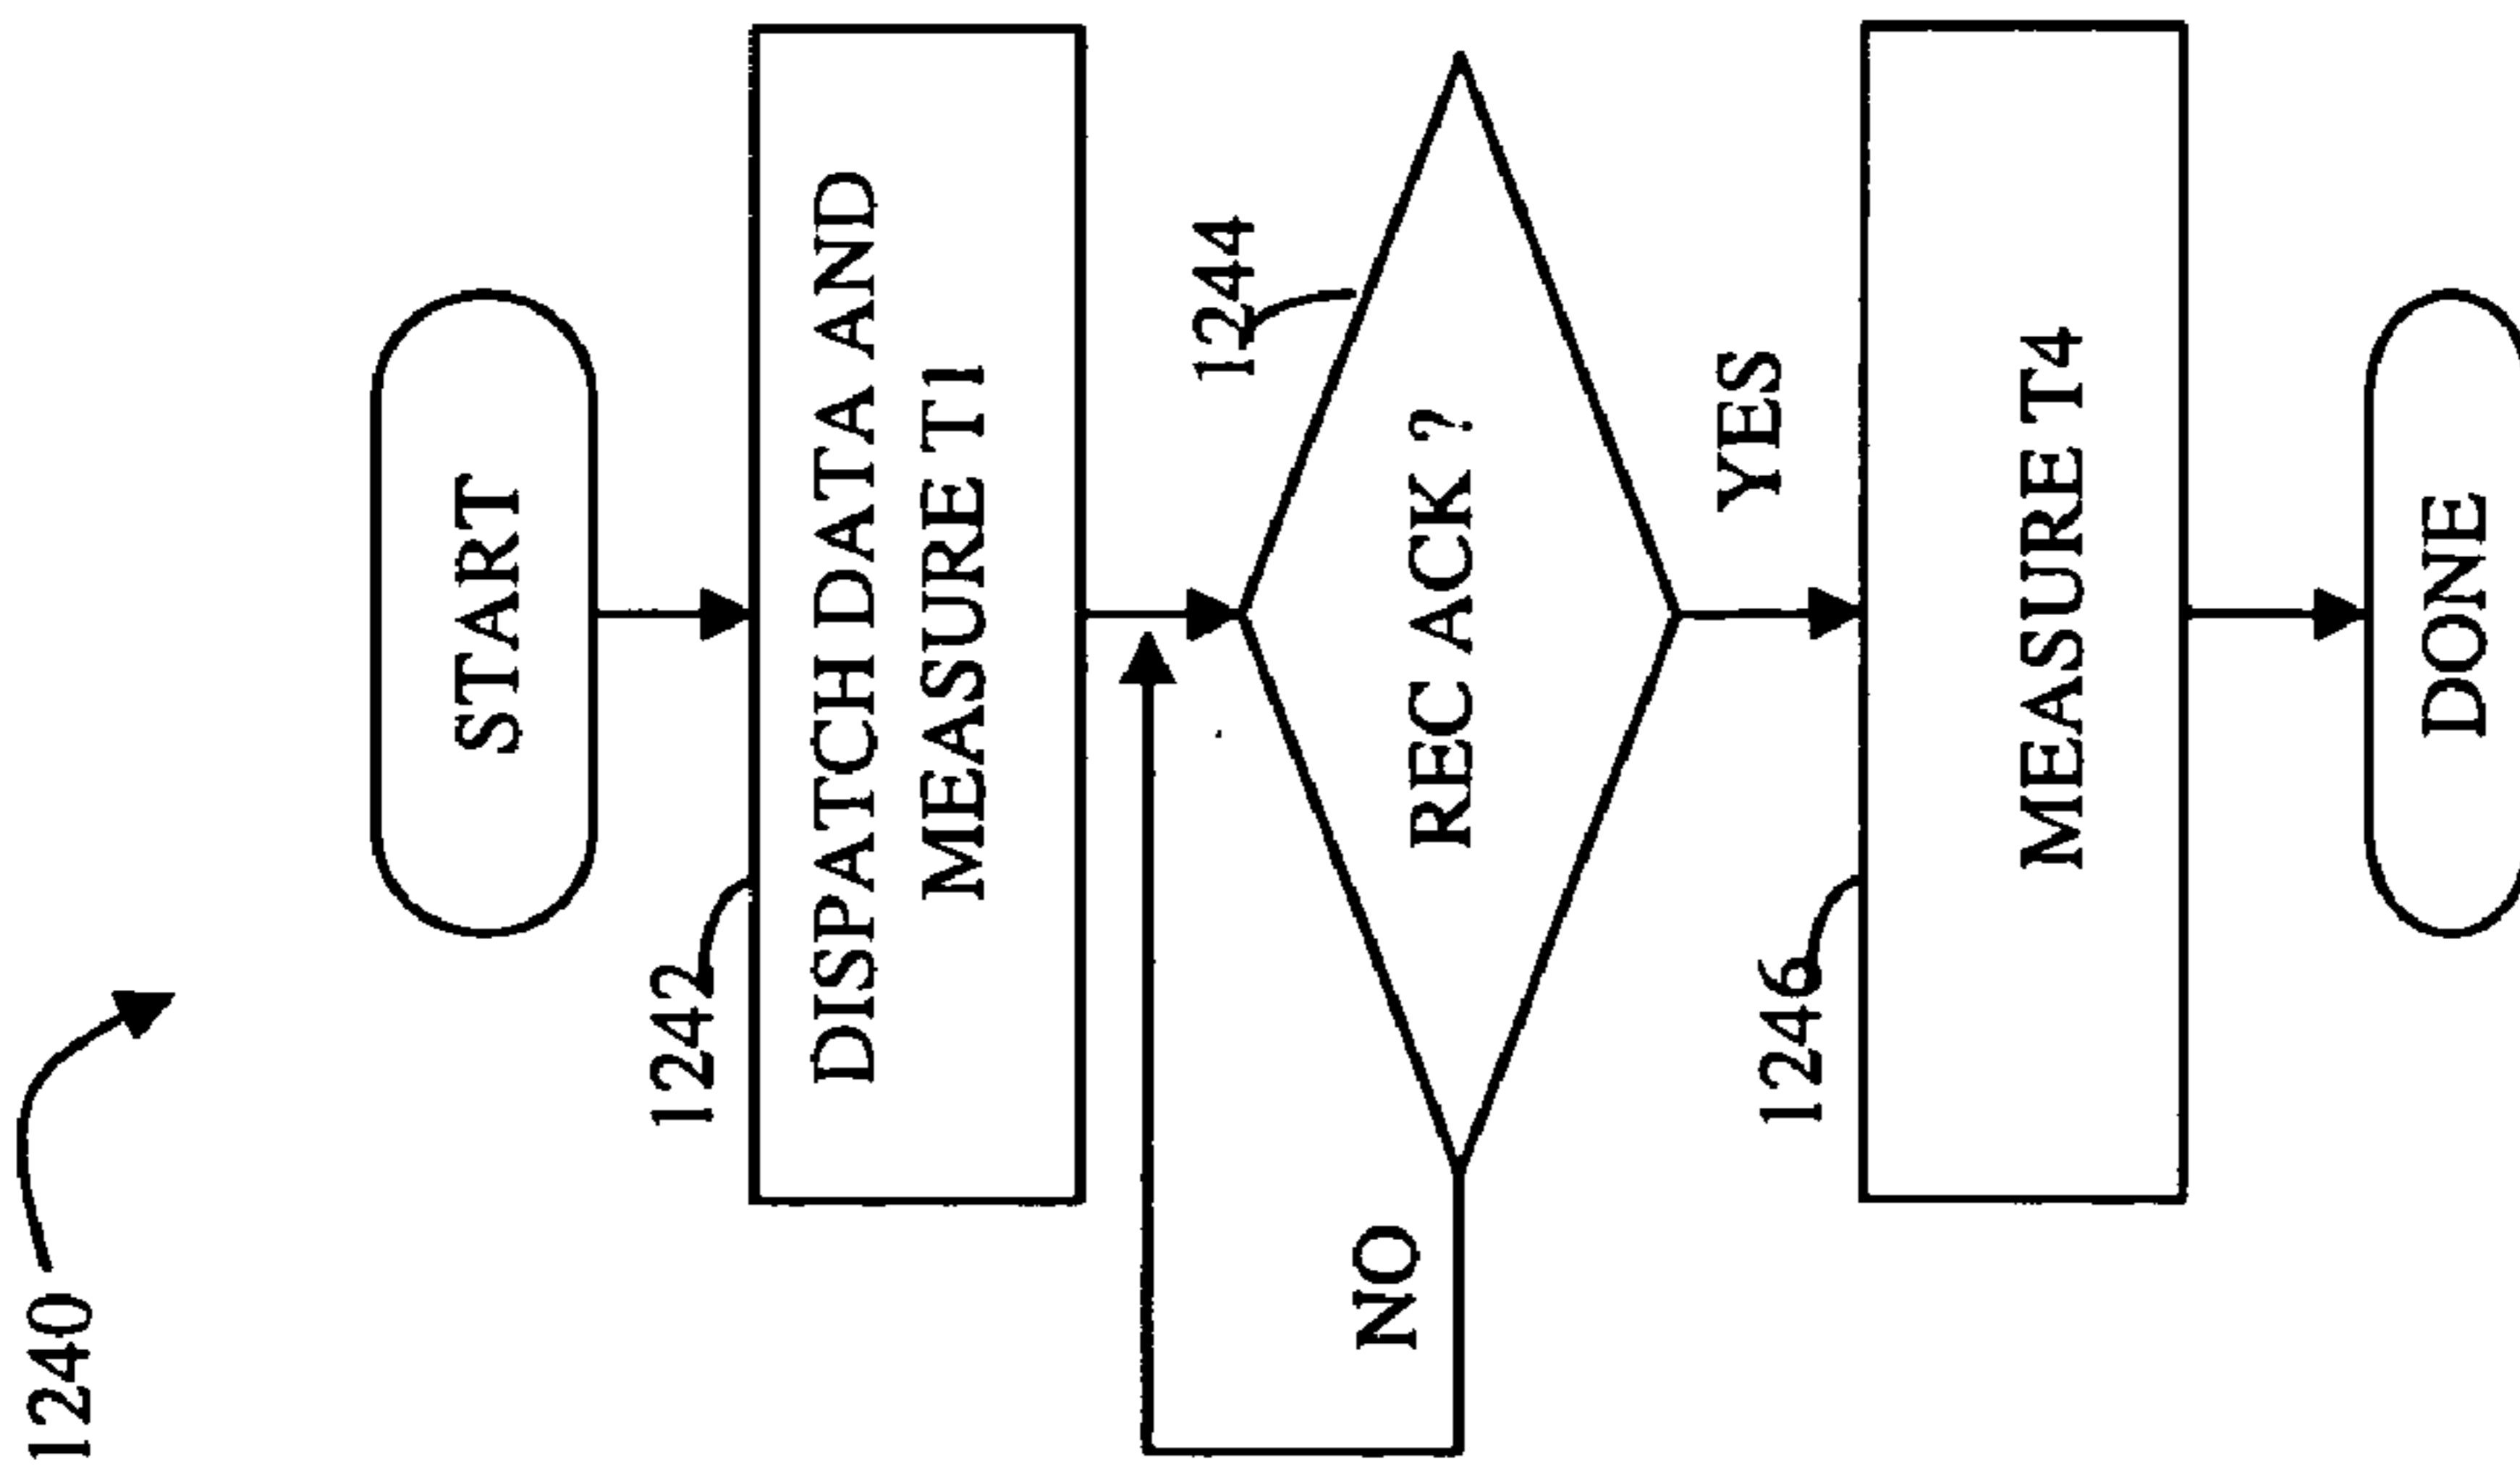 1240
START
1242
DISPATCH DATA AND
MEASURE T1
1244
REC ACK ?
NO
YES
1246
MEASURE T4
DONE